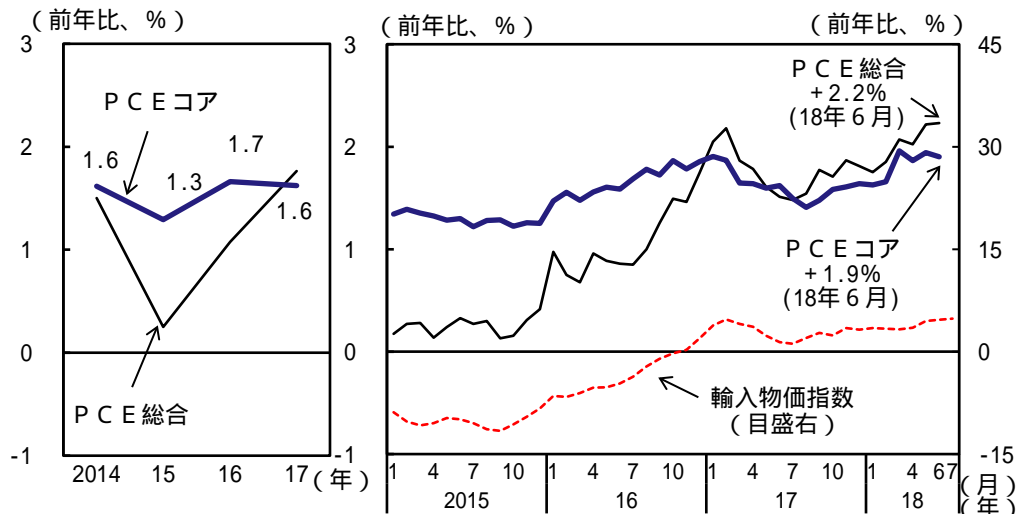 （前年比、％）
3
2
1
0
-1
ＰＣＥコア
1.6
1.3
1.7
1.6
ＰＣＥ総合
2014 15 16 17
（年）
（前年比、％）
（前年比、％）
3
2
1
0
-1
45
30
15
0
-15
ＰＣＥ総合
+2.2%
(18年６月)
ＰＣＥコア
+1.9%
(18年６月)
輸入物価指数
（目盛右）
1 4 7 10 1 4 7 10 1 4 7 10 1 4 67
（月）
2015 16 17 18
（年）